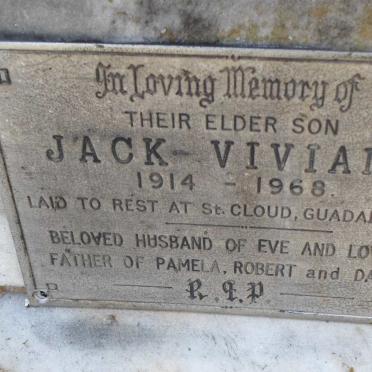 In Loving Memory of
THEIR ELDER SON
JACK VIVIAN
1914 - 1968.
LAID TO REST AT St. CLOUD, GUADA
BELOVED HUSBAND OF EVE AND LO
FATHER OF PAMELA, ROBERT and DA
R.I.P.